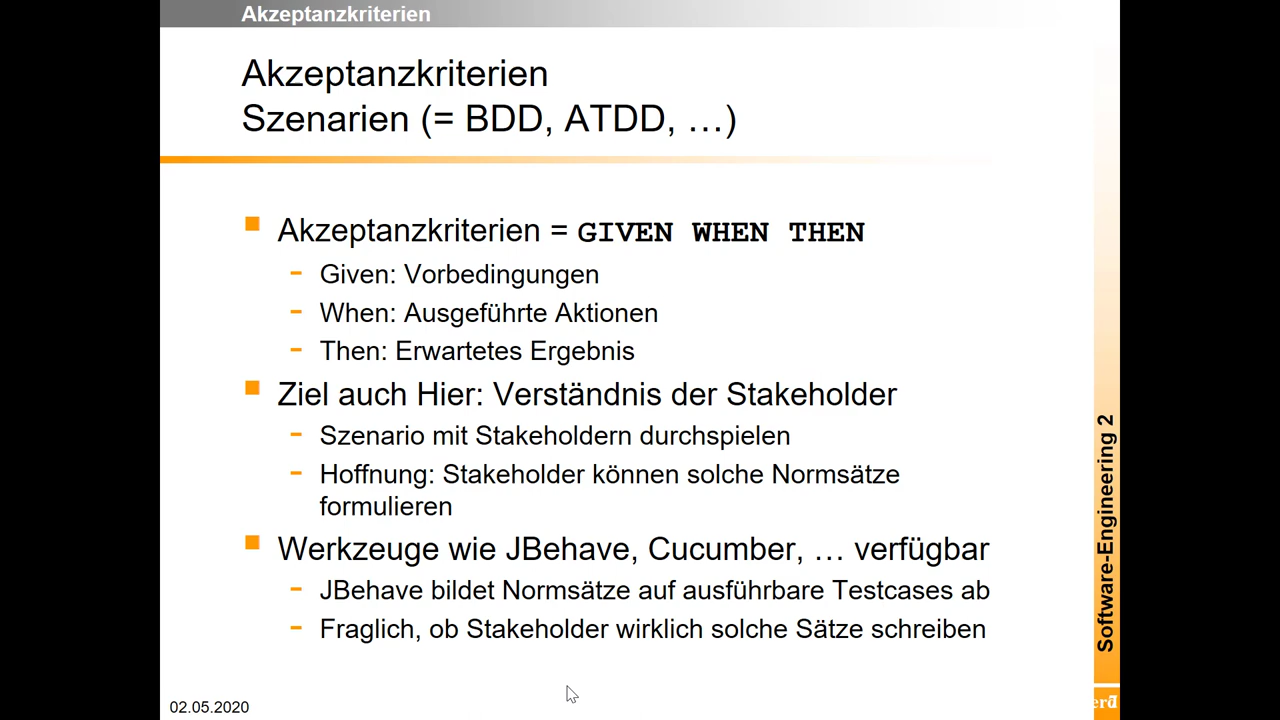 Akzeptanzkriterien
Akzeptanzkriterien
Szenarien (= BDD, ATDD, …)
Akzeptanzkriterien = GIVEN WHEN THEN
Given: Vorbedingungen
When: Ausgeführte Aktionen
Then: Erwartetes Ergebnis
Ziel auch Hier: Verständnis der Stakeholder
Szenario mit Stakeholdern durchspielen
Hoffnung: Stakeholder können solche Normsätze
formulieren
Werkzeuge wie JBehave, Cucumber, … verfügbar
JBehave bildet Normsätze auf ausführbare Testcases ab
Fraglich, ob Stakeholder wirklich solche Sätze schreiben
02.05.2020
Software-Engineering 2